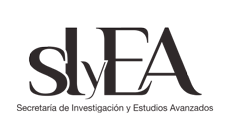 sIyEA
Secretaría de Investigación y Estudios Avanzados